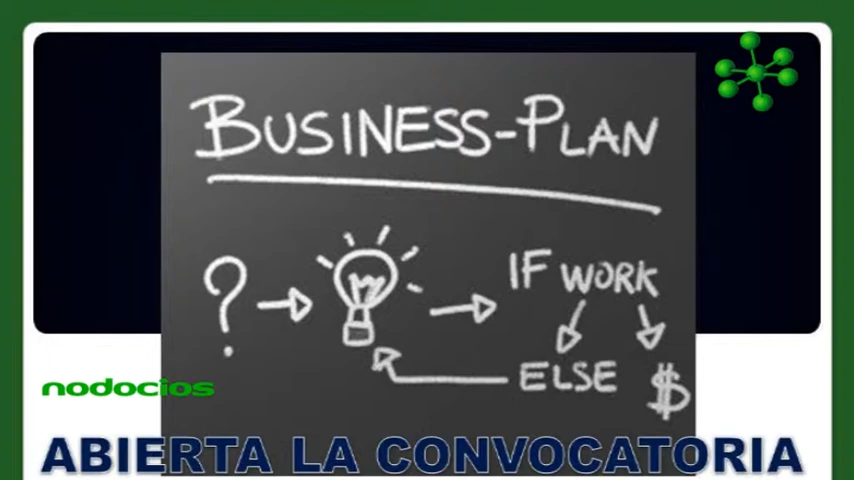 BUSINESS-PLAN
? IF WORK
ELSE $
nodocios
ABIERTA LA CONVOCATORIA